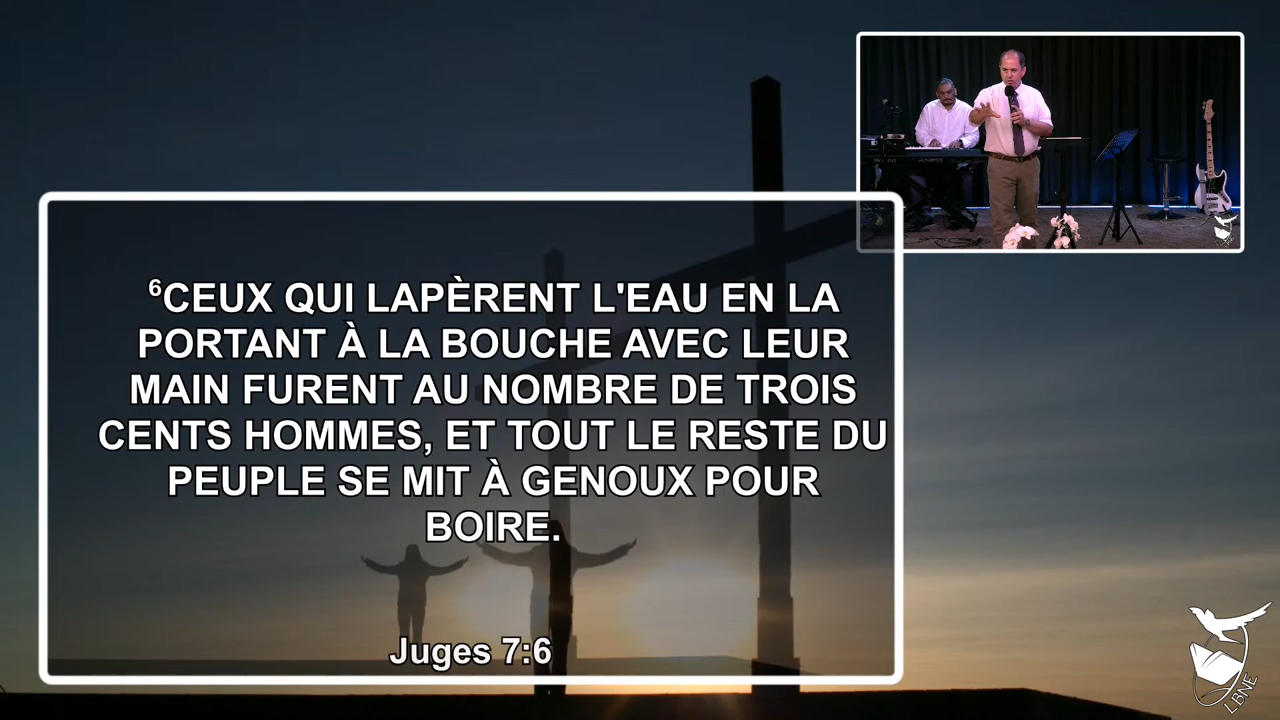 ⁶CEUX QUI LAPÈRENT L'EAU EN LA
PORTANT À LA BOUCHE AVEC LEUR
MAIN FURENT AU NOMBRE DE TROIS
CENTS HOMMES, ET TOUT LE RESTE DU
PEUPLE SE MIT À GENOUX POUR
BOIRE.
Juges 7:6
LBNE